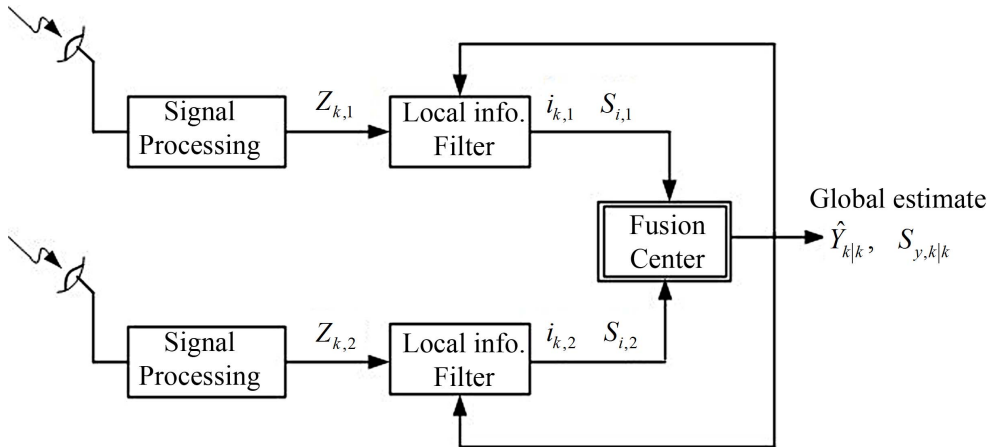 Signal
Processing
Z_{k,1}
Local info.
Filter
i_{k,1} S_{i,1}
Fusion
Center
Global estimate
\hat{Y}_{k|k}, S_{y,k|k}
Signal
Processing
Z_{k,2}
Local info.
Filter
i_{k,2} S_{i,2}